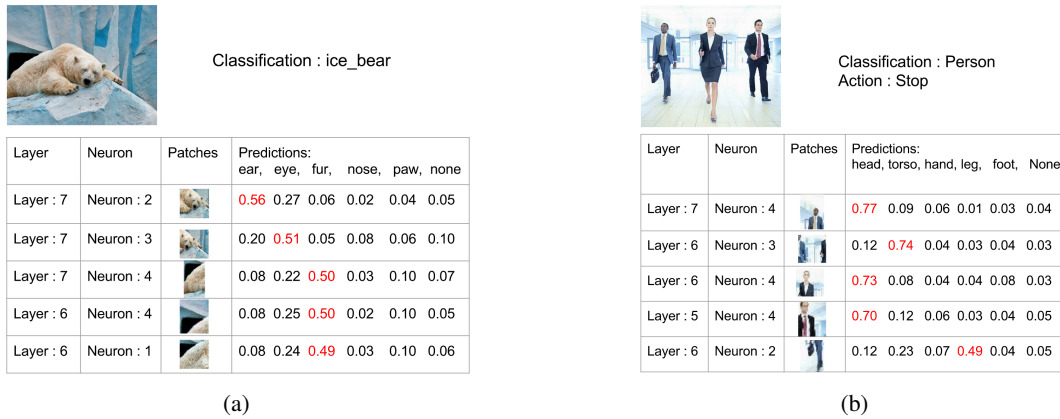 Classification : ice_bear
Layer Neuron Patches Predictions:
ear, eye, fur, nose, paw, none
Layer : 7 Neuron : 2 0.56 0.27 0.06 0.02 0.04 0.05
Layer : 7 Neuron : 3 0.20 0.51 0.05 0.08 0.06 0.10
Layer : 7 Neuron : 4 0.08 0.22 0.50 0.03 0.10 0.07
Layer : 6 Neuron : 4 0.08 0.25 0.50 0.02 0.10 0.05
Layer : 6 Neuron : 1 0.08 0.24 0.49 0.03 0.10 0.06
(a)
Classification : Person
Action : Stop
Layer Neuron Patches Predictions:
head, torso, hand, leg, foot, None
Layer : 7 Neuron : 4 0.77 0.09 0.06 0.01 0.03 0.04
Layer : 6 Neuron : 3 0.12 0.74 0.04 0.03 0.04 0.03
Layer : 6 Neuron : 4 0.73 0.08 0.04 0.04 0.08 0.03
Layer : 5 Neuron : 4 0.70 0.12 0.06 0.03 0.04 0.05
Layer : 6 Neuron : 2 0.12 0.23 0.07 0.49 0.04 0.05
(b)